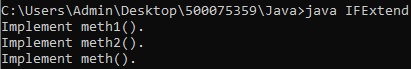 C:\Users\Admin\Desktop\500075359\Java>java IFExtend
Implement meth1().
Implement meth2().
Implement meth().